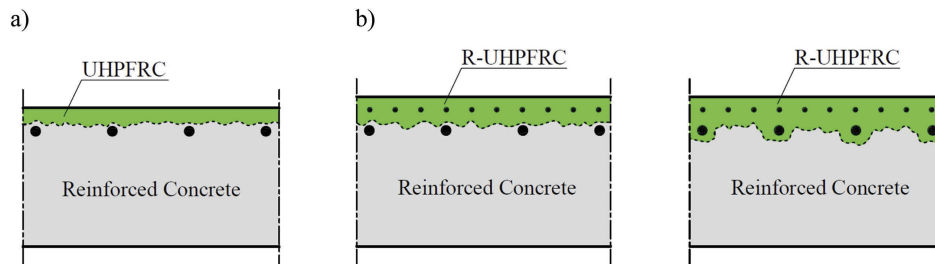 a)
b)
UHPFRC
R-UHPFRC
R-UHPFRC
Reinforced Concrete
Reinforced Concrete
Reinforced Concrete